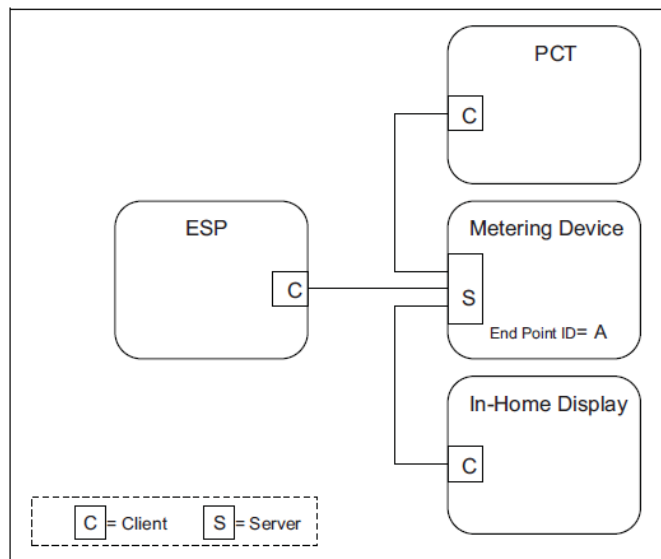 PCT
C
ESP
C
Metering Device
S
End Point ID= A
In-Home Display
C
C = Client S = Server